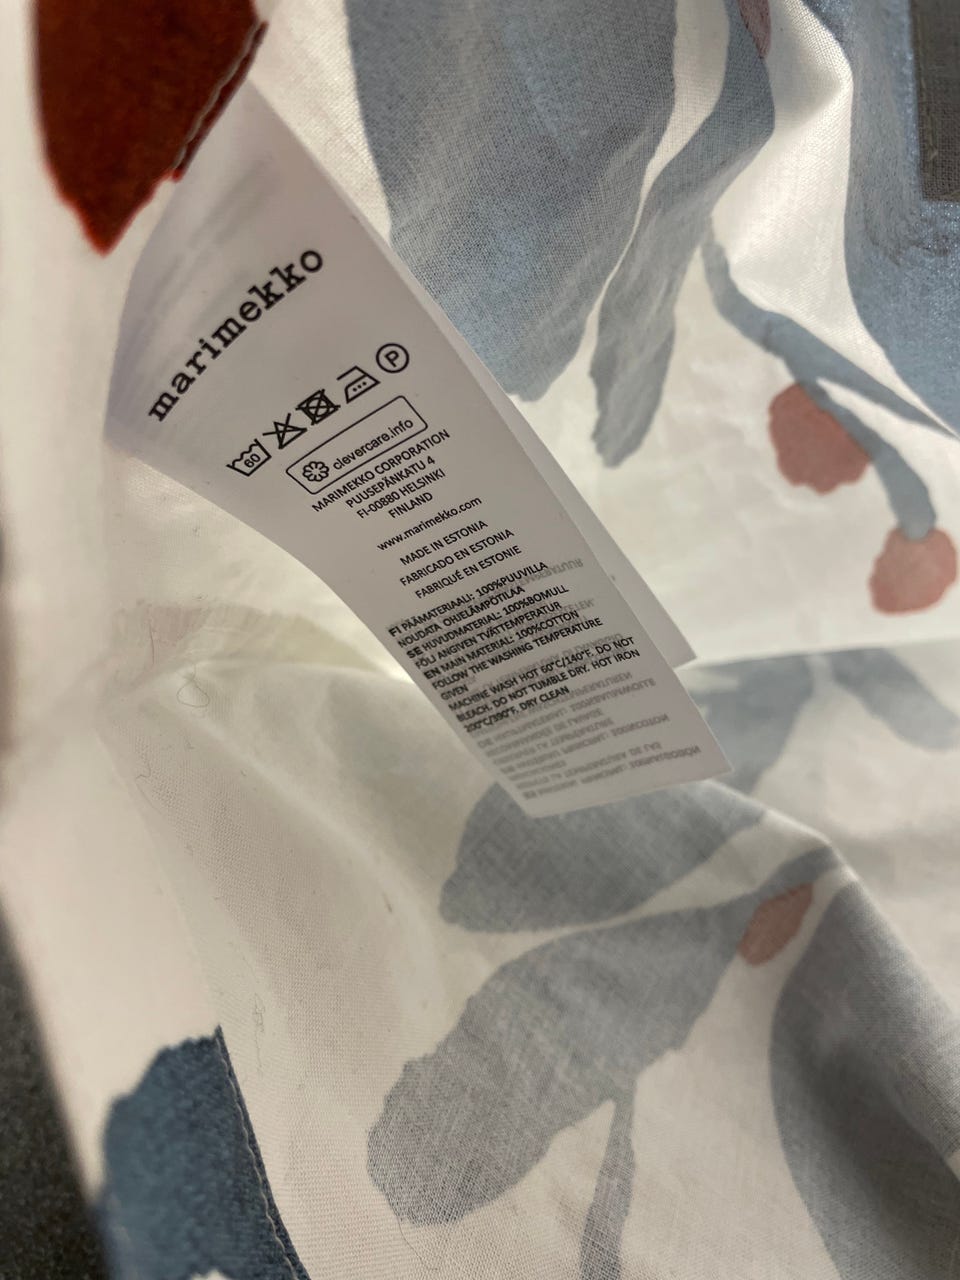 marimekko
60
P
clevercare.info
MARIMEKKO CORPORATION
PUUSEPÄNKATU 4
FI-00880 HELSINKI
FINLAND
www.marimekko.com
MADE IN ESTONIA
FABRICADO EN ESTONIA
FABRIQUÉ EN ESTONIE
FI PÄÄMATERIAALI: 100%PUUVILLA
NOUDATA OHJELÄMPÖTILAA
SE HUVUDMATERIAL: 100%BOMULL
FÖLJ ANGIVEN TVÄTTEMPERATUR
EN MAIN MATERIAL: 100%COTTON
FOLLOW THE WASHING TEMPERATURE
GIVEN
MACHINE WASH HOT 60°C/140°F, DO NOT
BLEACH, DO NOT TUMBLE DRY, HOT IRON
200°C/390°F, DRY CLEAN